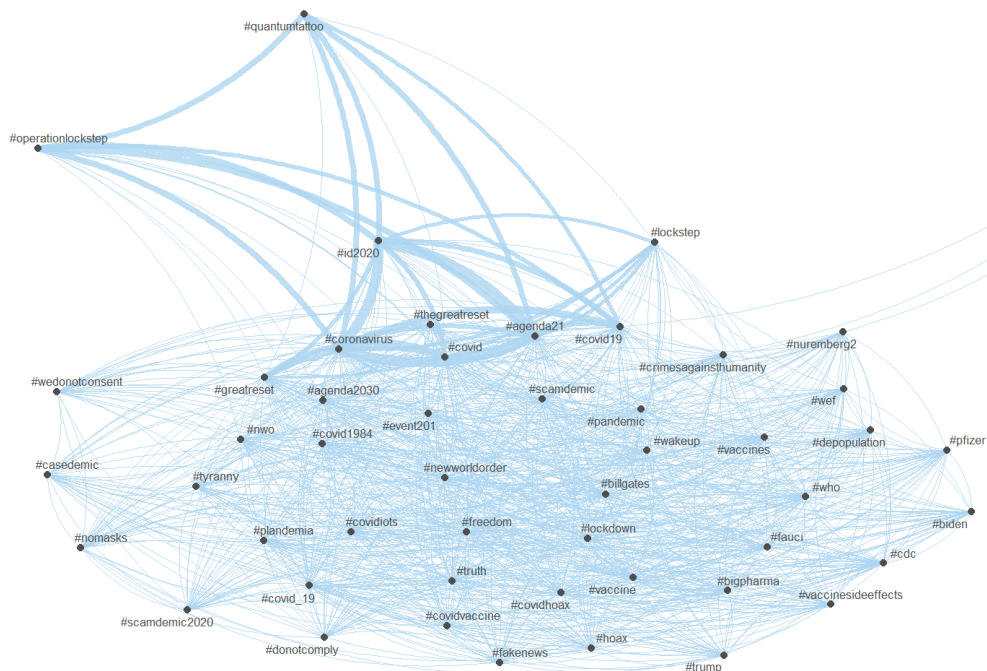 #quantumtattoo
#operationlockstep
#lockstep
#id2020
#thegreatreset
#agenda21
#coronavirus
#covid19
#nuremberg2
#covid
#crimesagainsthumanity
#wedonotconsent
#greatreset
#agenda2030
#scamdemic
#wef
#pandemic
#event201
#nwo
#covid1984
#wakeup
#vaccines
#depopulation
#pfizer
#casedemic
#newworldorder
#tyranny
#billgates
#who
#biden
#plandemia
#covidiots
#freedom
#lockdown
#nomasks
#fauci
#cdc
#truth
#vaccine
#bigpharma
#covid_19
#covidhoax
#vaccinesideeffects
#scamdemic2020
#covidvaccine
#donotcomply
#hoax
#fakenews
#trump